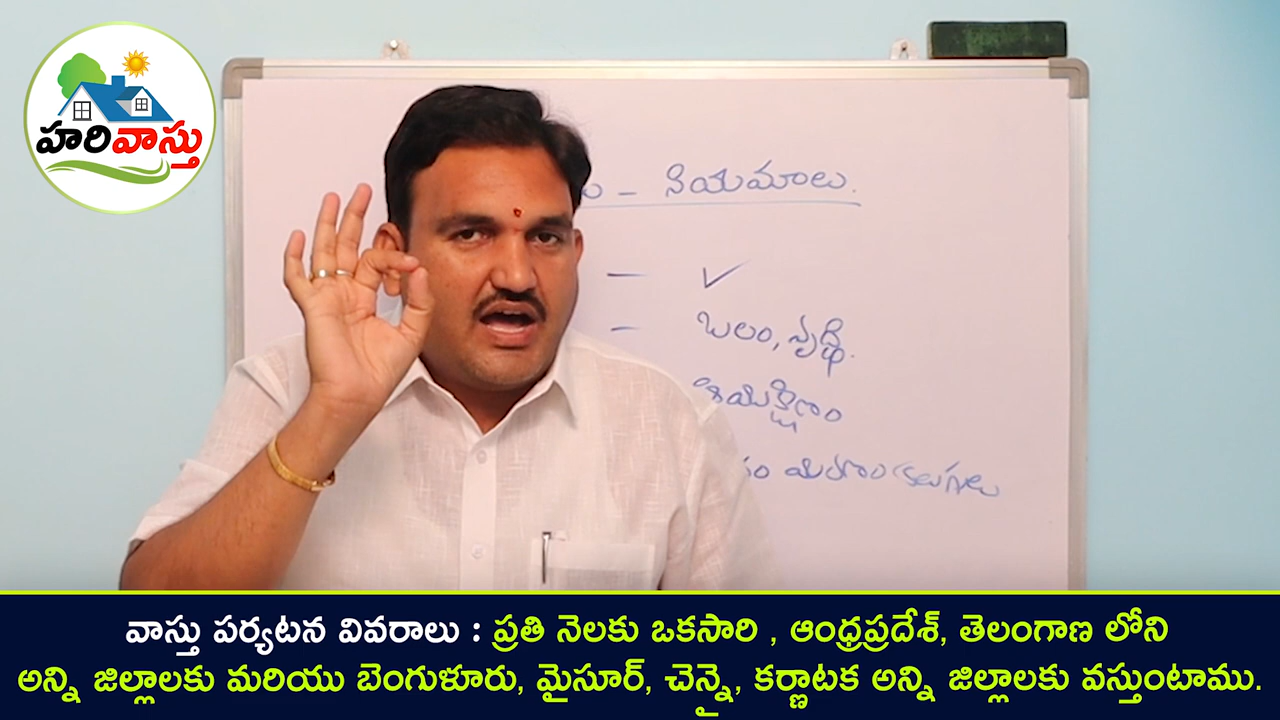 హరివాస్తు
– నియమాలు.
– ✓
– బలం, వృద్ధి.
వాస్తు పర్యటన వివరాలు : ప్రతి నెలకు ఒకసారి , ఆంధ్రప్రదేశ్, తెలంగాణ లోని
అన్ని జిల్లాలకు మరియు బెంగుళూరు, మైసూర్, చెన్నై, కర్ణాటక అన్ని జిల్లాలకు వస్తుంటాము.